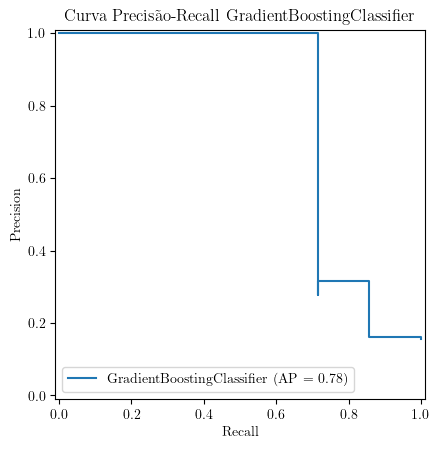 Curva Precisão-Recall GradientBoostingClassifier
1.0
0.8
0.6
0.4
0.2
0.0
Precision
GradientBoostingClassifier (AP = 0.78)
0.0 0.2 0.4 0.6 0.8 1.0
Recall